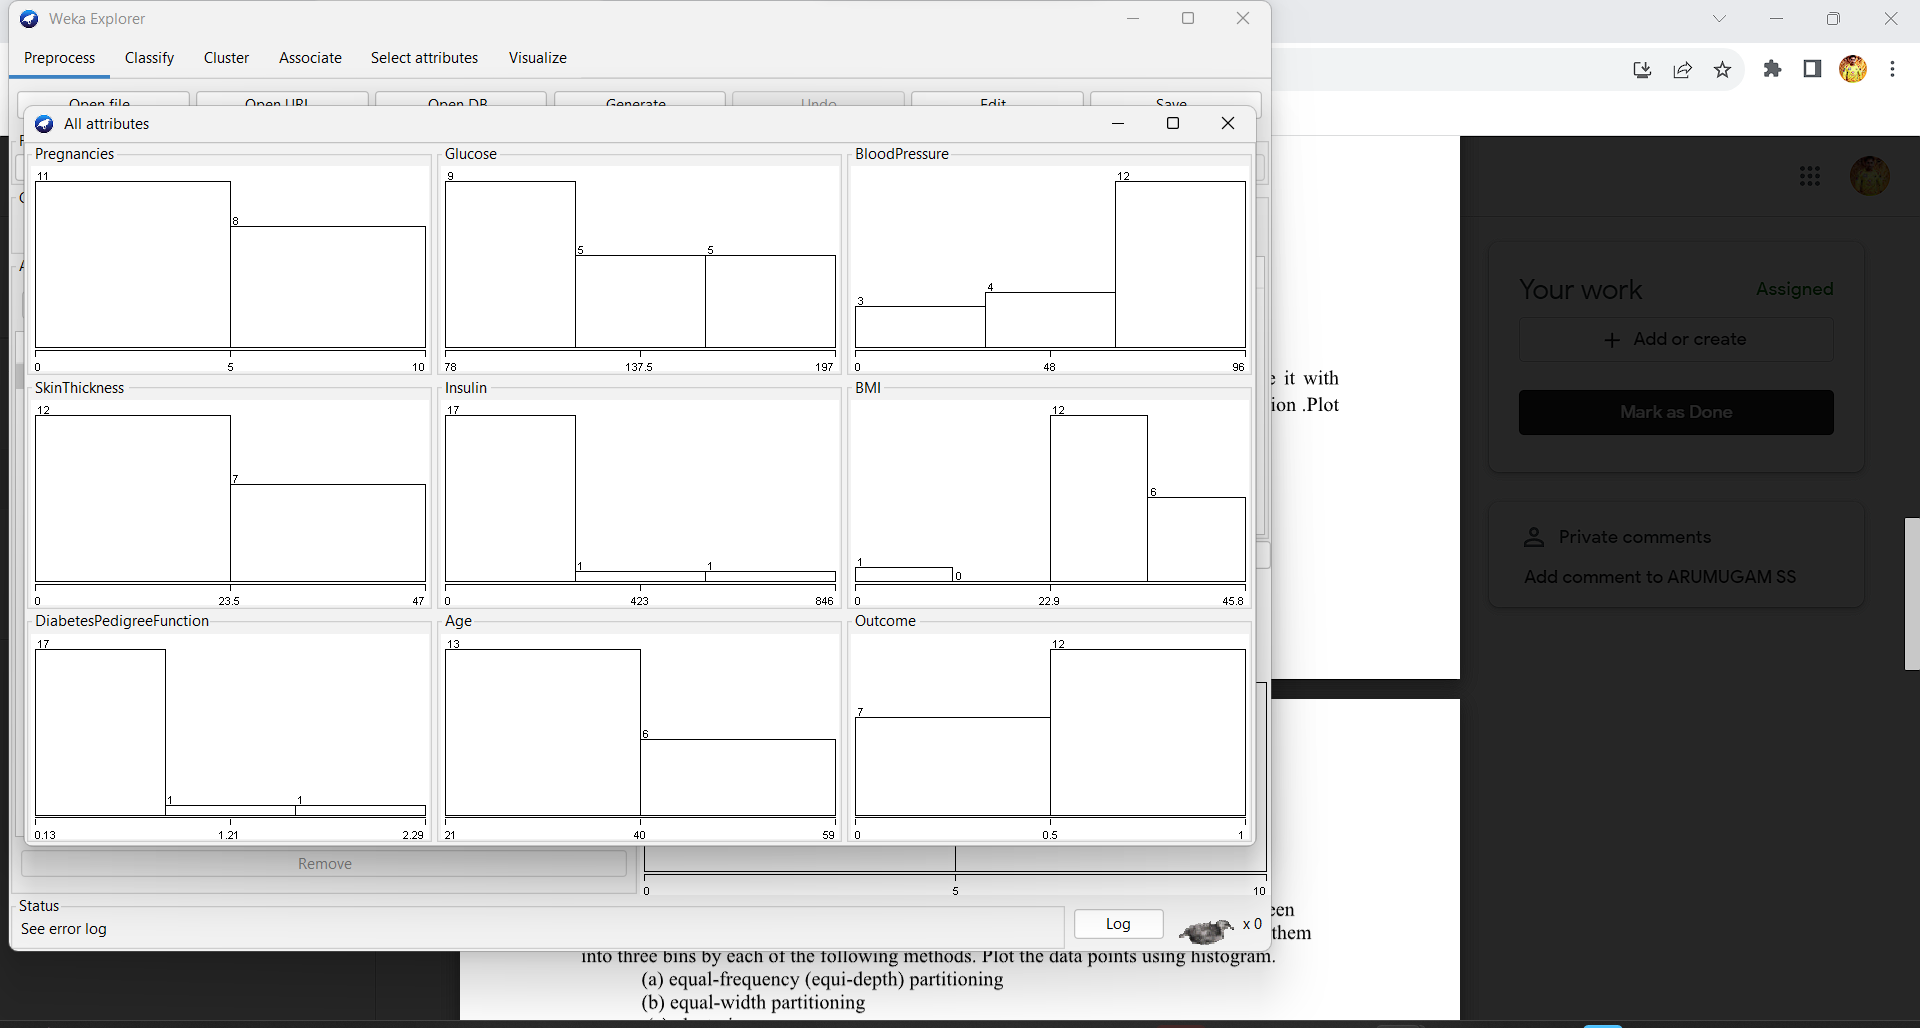 Weka Explorer
Preprocess Classify Cluster Associate Select attributes Visualize
Open file Open URL Open DB Generate Undo Edit Save
All attributes
Pregnancies
11
8
0 5 10
Glucose
9
5
5
78 137.5 197
BloodPressure
12
4
3
0 48 96
SkinThickness
12
7
0 23.5 47
Insulin
17
1
1
0 423 846
BMI
12
6
1
0
0 22.9 45.8
DiabetesPedigreeFunction
17
1
1
0.13 1.21 2.29
Age
13
6
21 40 59
Outcome
12
7
0 0.5 1
Remove
0 5 10
Status
See error log
Log
x 0
it with
ion .Plot
Your work Assigned
Add or create
Mark as Done
Private comments
Add comment to ARUMUGAM SS
een
them
into three bins by each of the following methods. Plot the data points using histogram.
(a) equal-frequency (equi-depth) partitioning
(b) equal-width partitioning